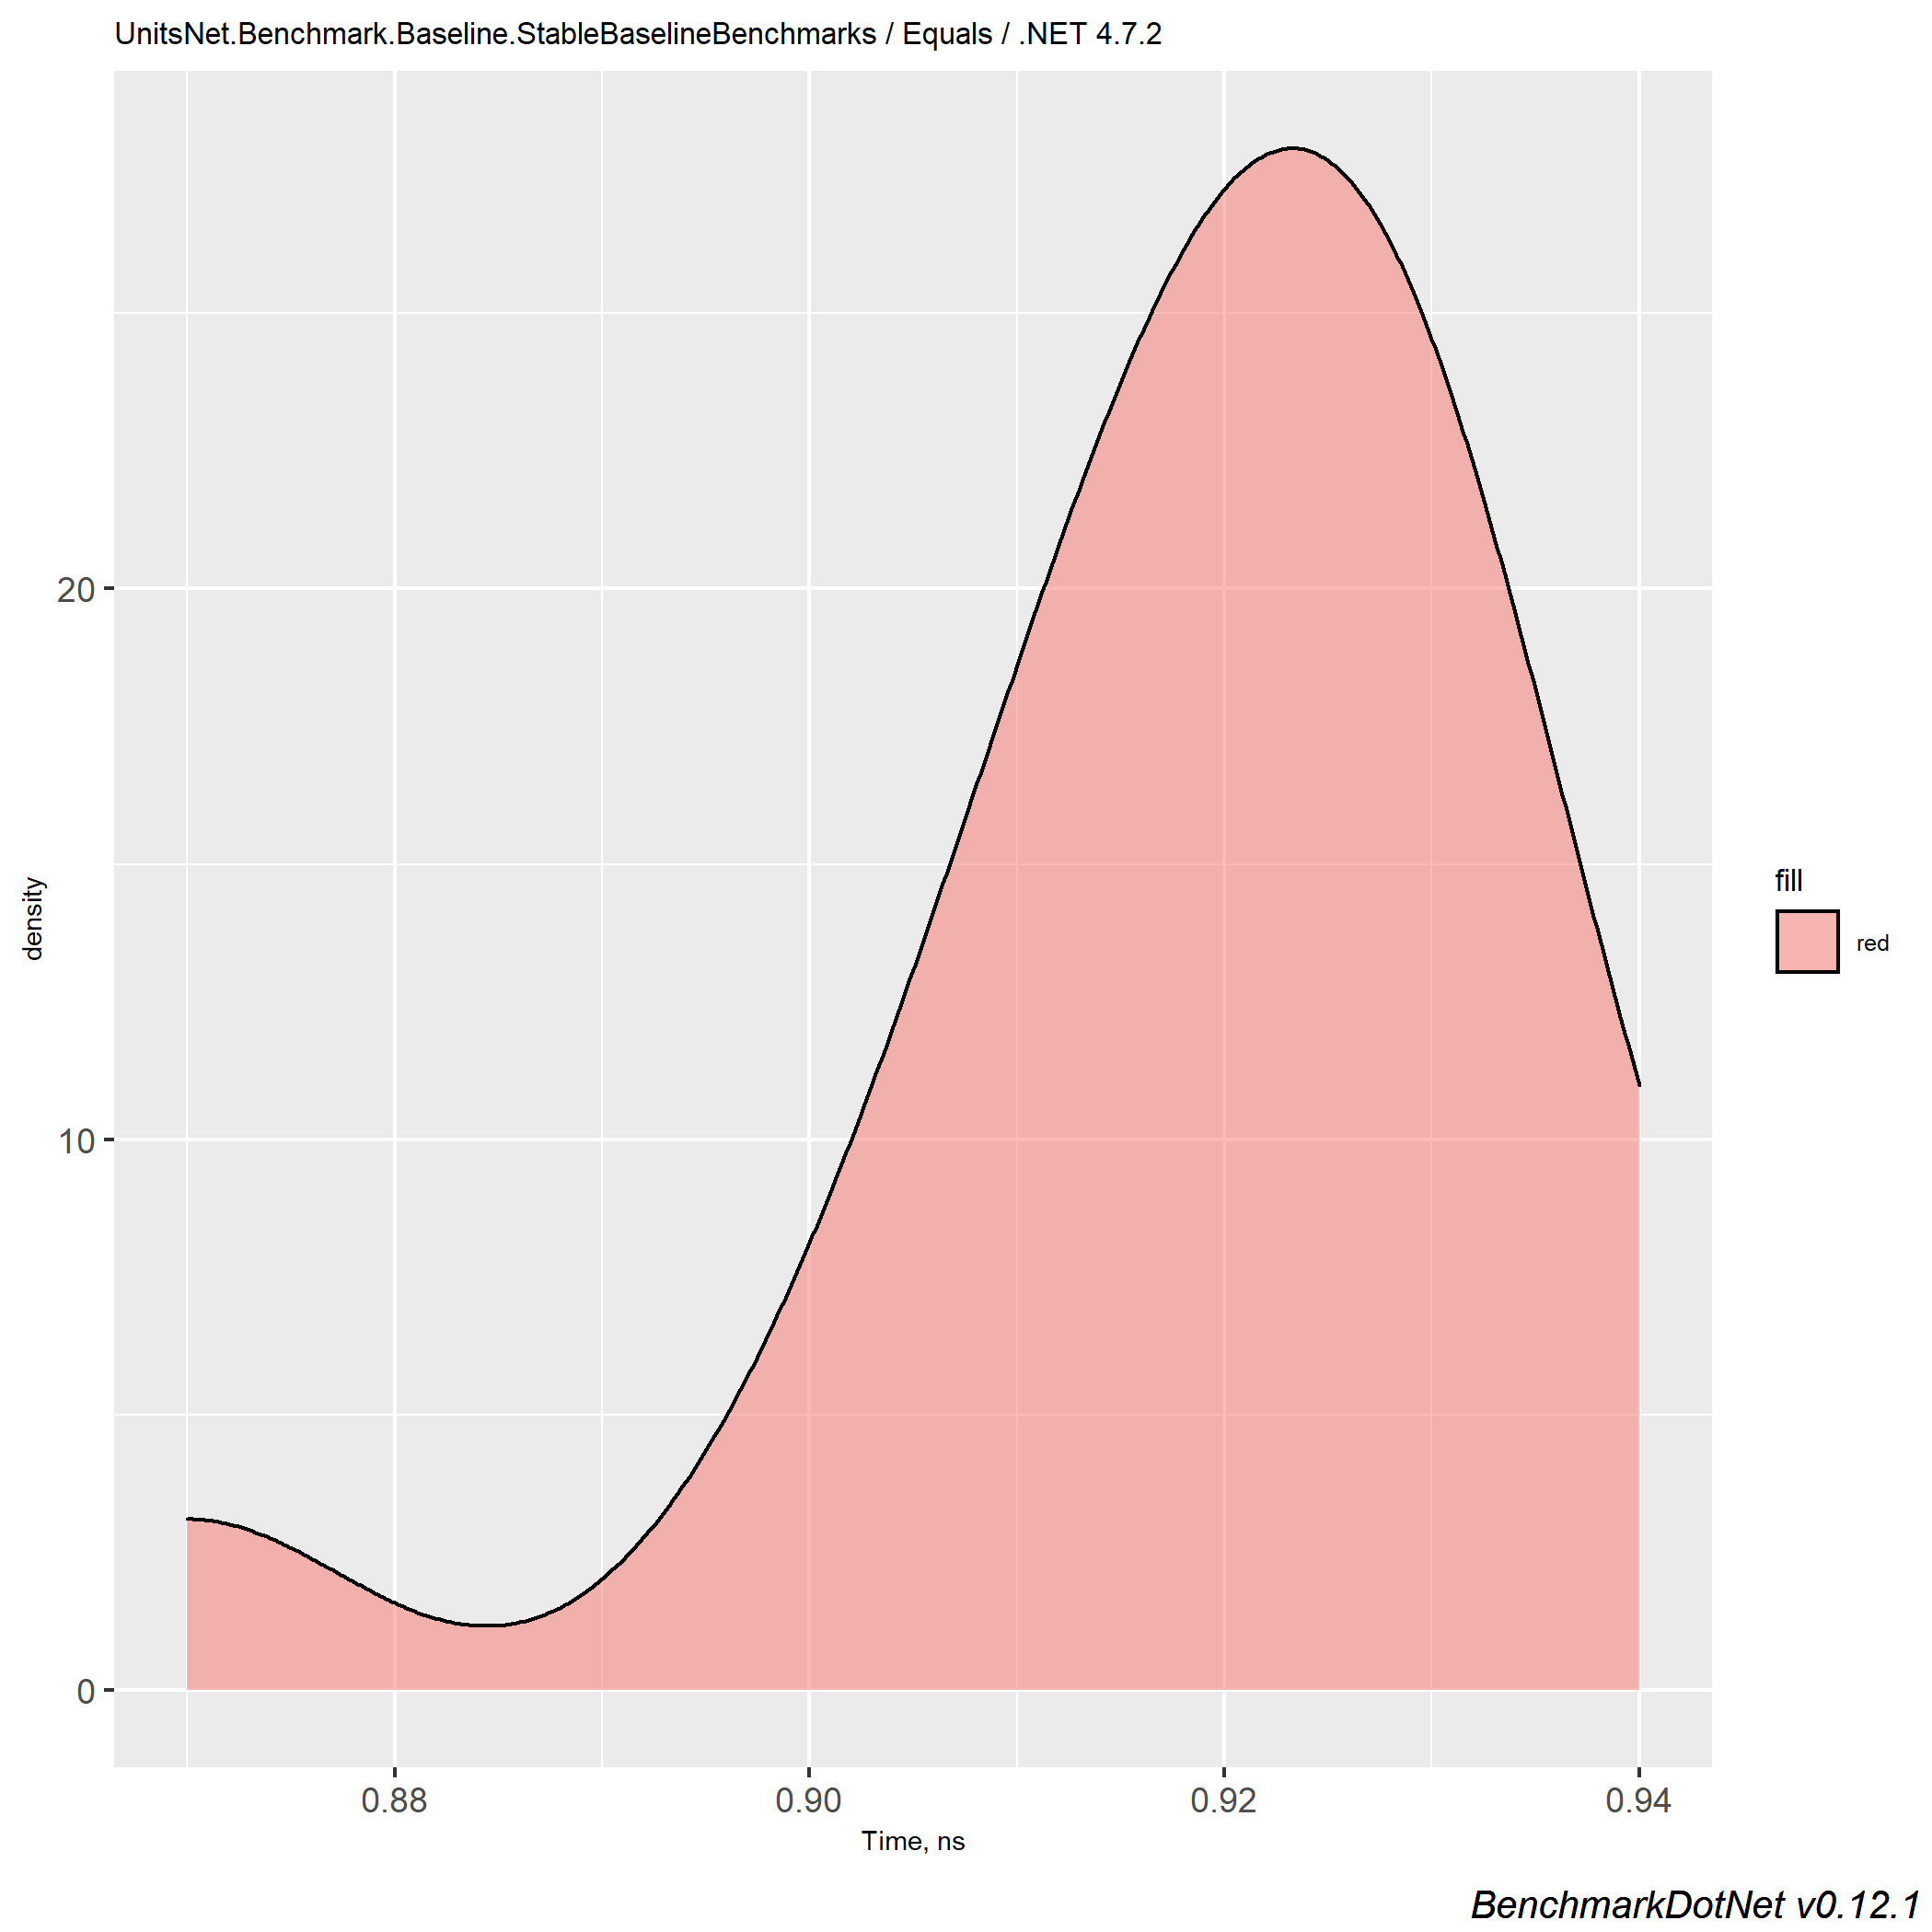 UnitsNet.Benchmark.Baseline.StableBaselineBenchmarks / Equals / .NET 4.7.2
20
10
0
density
0.88 0.90 0.92 0.94
Time, ns
fill
red
BenchmarkDotNet v0.12.1